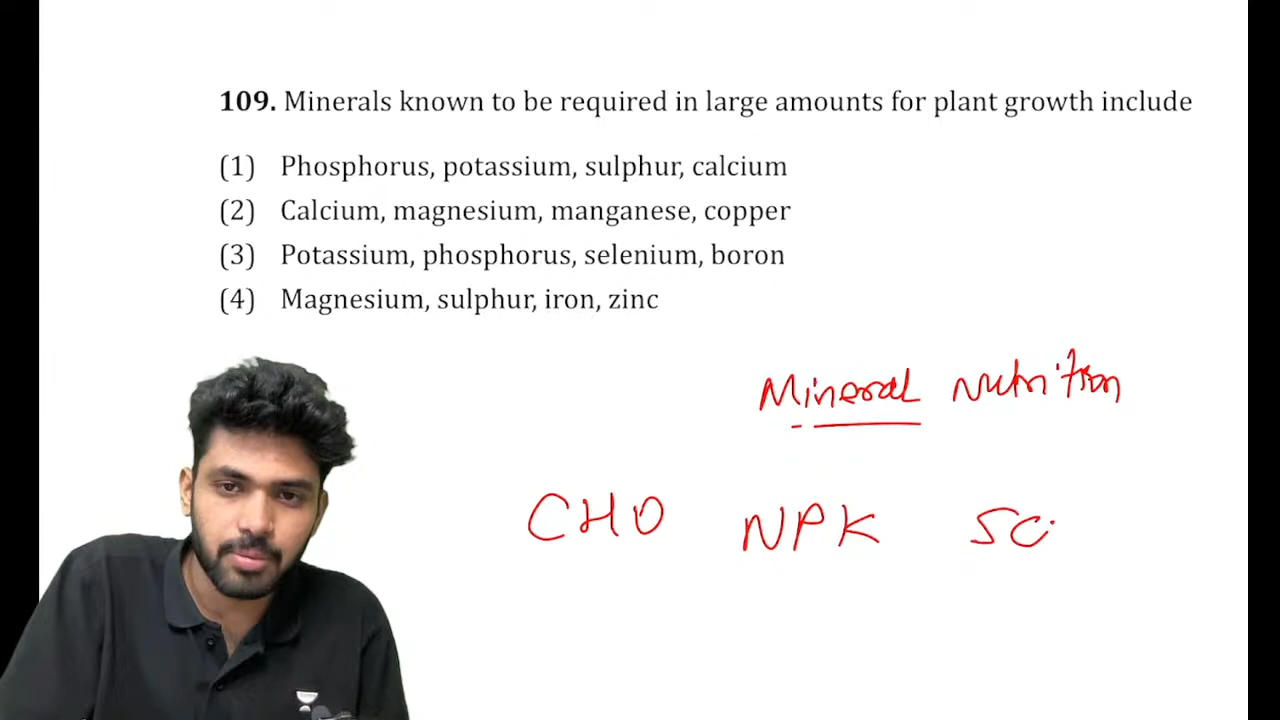 109. Minerals known to be required in large amounts for plant growth include
(1) Phosphorus, potassium, sulphur, calcium
(2) Calcium, magnesium, manganese, copper
(3) Potassium, phosphorus, selenium, boron
(4) Magnesium, sulphur, iron, zinc
Mineral Nutrition
CHO NPK SC